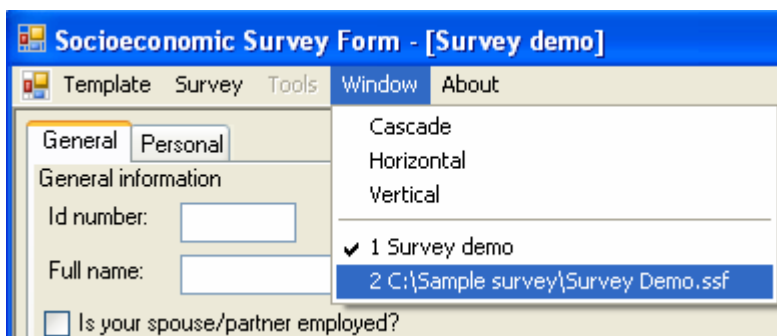 Socioeconomic Survey Form - [Survey demo]
Template Survey Tools Window About
Cascade
Horizontal
Vertical
✔ 1 Survey demo
2 C:\Sample survey\Survey Demo.ssf
General Personal
General information
Id number:
Full name:
Is your spouse/partner employed?